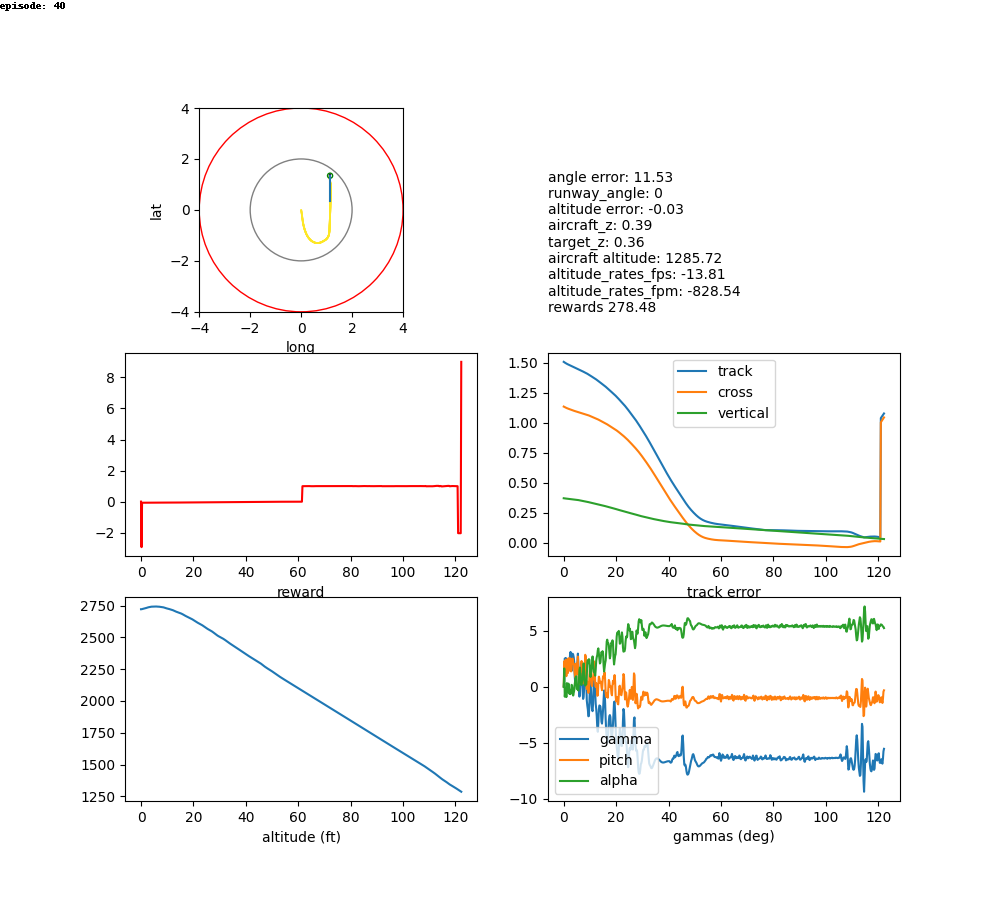 episode: 40
4
2
0
−2
−4
lat
−4 −2 0 2 4
long
angle error: 11.53
runway_angle: 0
altitude error: -0.03
aircraft_z: 0.39
target_z: 0.36
aircraft altitude: 1285.72
altitude_rates_fps: -13.81
altitude_rates_fpm: -828.54
rewards 278.48
8
6
4
2
0
−2
0 20 40 60 80 100 120
reward
1.50
1.25
1.00
0.75
0.50
0.25
0.00
track
cross
vertical
0 20 40 60 80 100 120
track error
2750
2500
2250
2000
1750
1500
1250
0 20 40 60 80 100 120
altitude (ft)
5
0
−5
−10
gamma
pitch
alpha
0 20 40 60 80 100 120
gammas (deg)